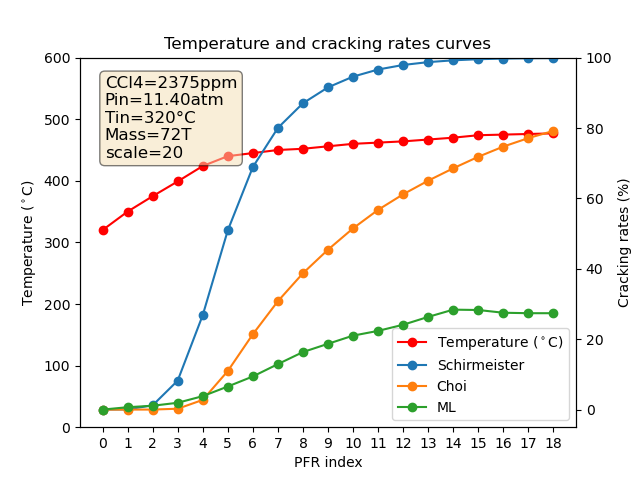 Temperature and cracking rates curves
CCl4=2375ppm
Pin=11.40atm
Tin=320°C
Mass=72T
scale=20
600
500
400
300
200
100
0
Temperature (°C)
100
80
60
40
20
0
Cracking rates (%)
Temperature (°C)
Schirmeister
Choi
ML
0 1 2 3 4 5 6 7 8 9 10 11 12 13 14 15 16 17 18
PFR index